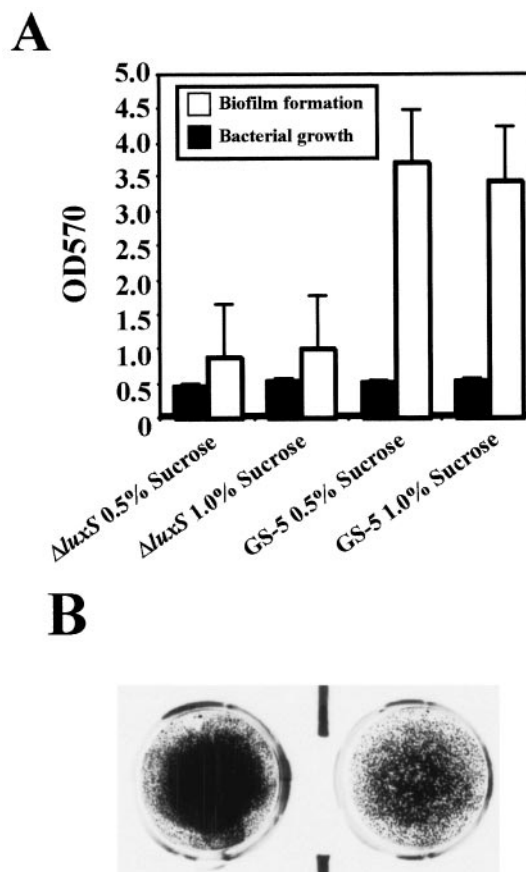 A
5.0
4.5
4.0
3.5
3.0
2.5
2.0
1.5
1.0
0.5
0
OD570
Biofilm formation
Bacterial growth
ΔluxS 0.5% Sucrose
ΔluxS 1.0% Sucrose
GS-5 0.5% Sucrose
GS-5 1.0% Sucrose
B